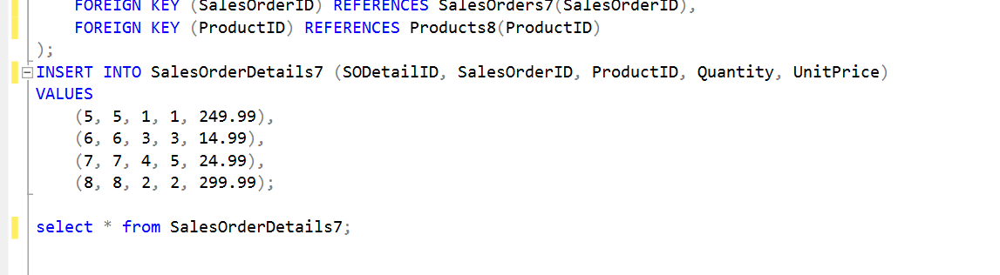 FOREIGN KEY (SalesOrderID) REFERENCES SalesOrders7(SalesOrderID),
FOREIGN KEY (ProductID) REFERENCES Products8(ProductID)
);
INSERT INTO SalesOrderDetails7 (SODetailID, SalesOrderID, ProductID, Quantity, UnitPrice)
VALUES
(5, 5, 1, 1, 249.99),
(6, 6, 3, 3, 14.99),
(7, 7, 4, 5, 24.99),
(8, 8, 2, 2, 299.99);
select * from SalesOrderDetails7;